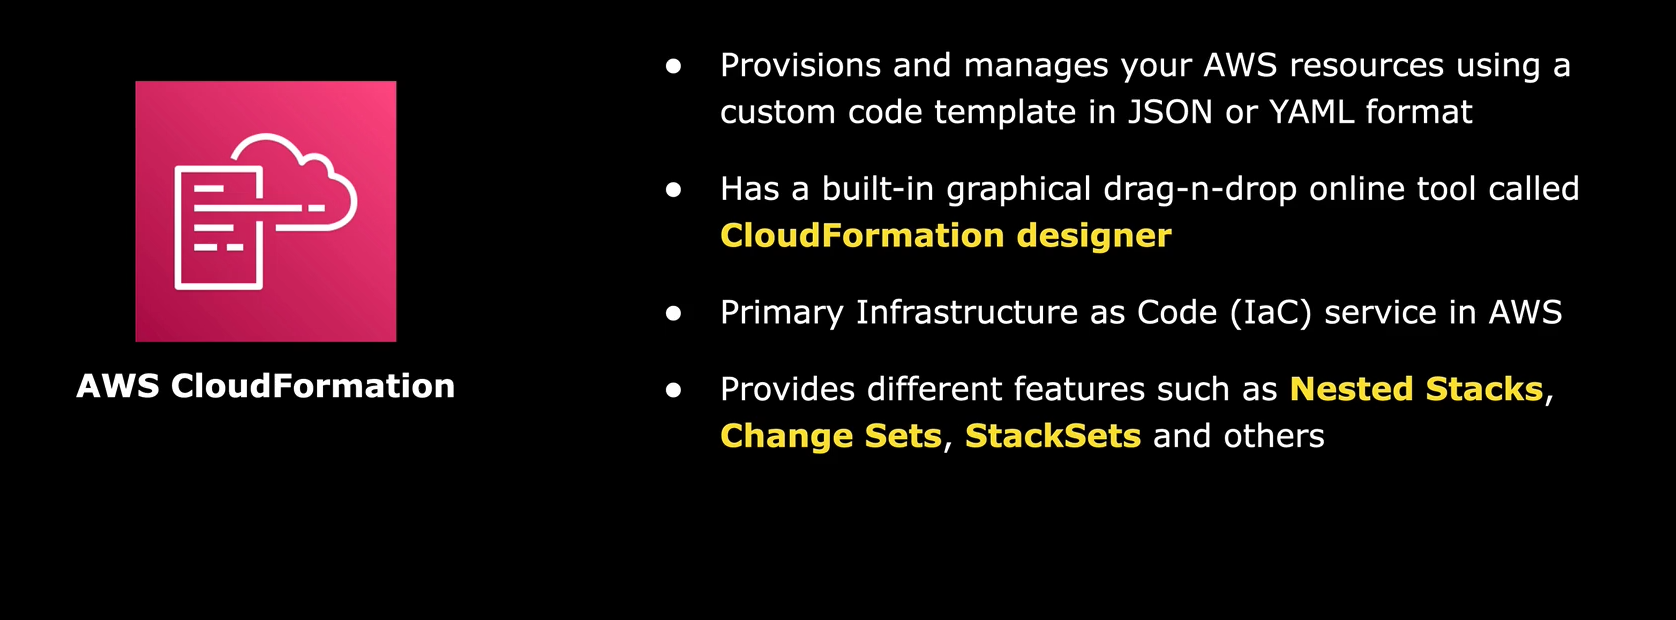 AWS CloudFormation
● Provisions and manages your AWS resources using a
custom code template in JSON or YAML format
● Has a built-in graphical drag-n-drop online tool called
CloudFormation designer
● Primary Infrastructure as Code (IaC) service in AWS
● Provides different features such as Nested Stacks,
Change Sets, StackSets and others